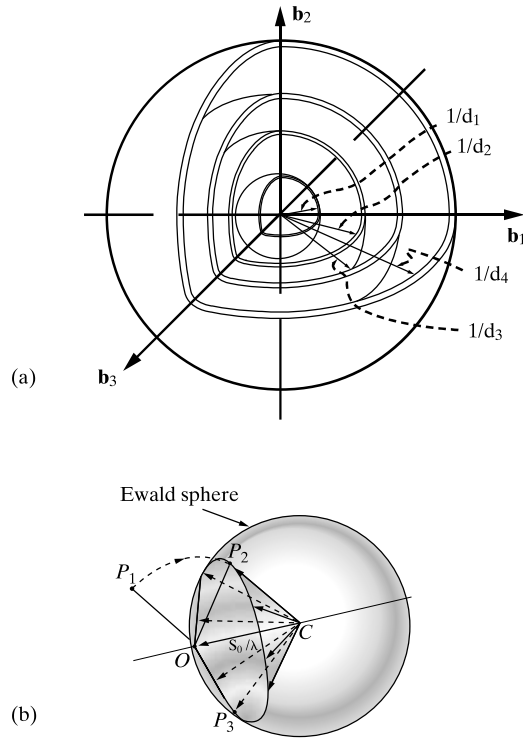 b2
1/d1
1/d2
b1
1/d4
1/d3
b3
(a)
Ewald sphere
P1
P2
C
S0/λ
O
P3
(b)